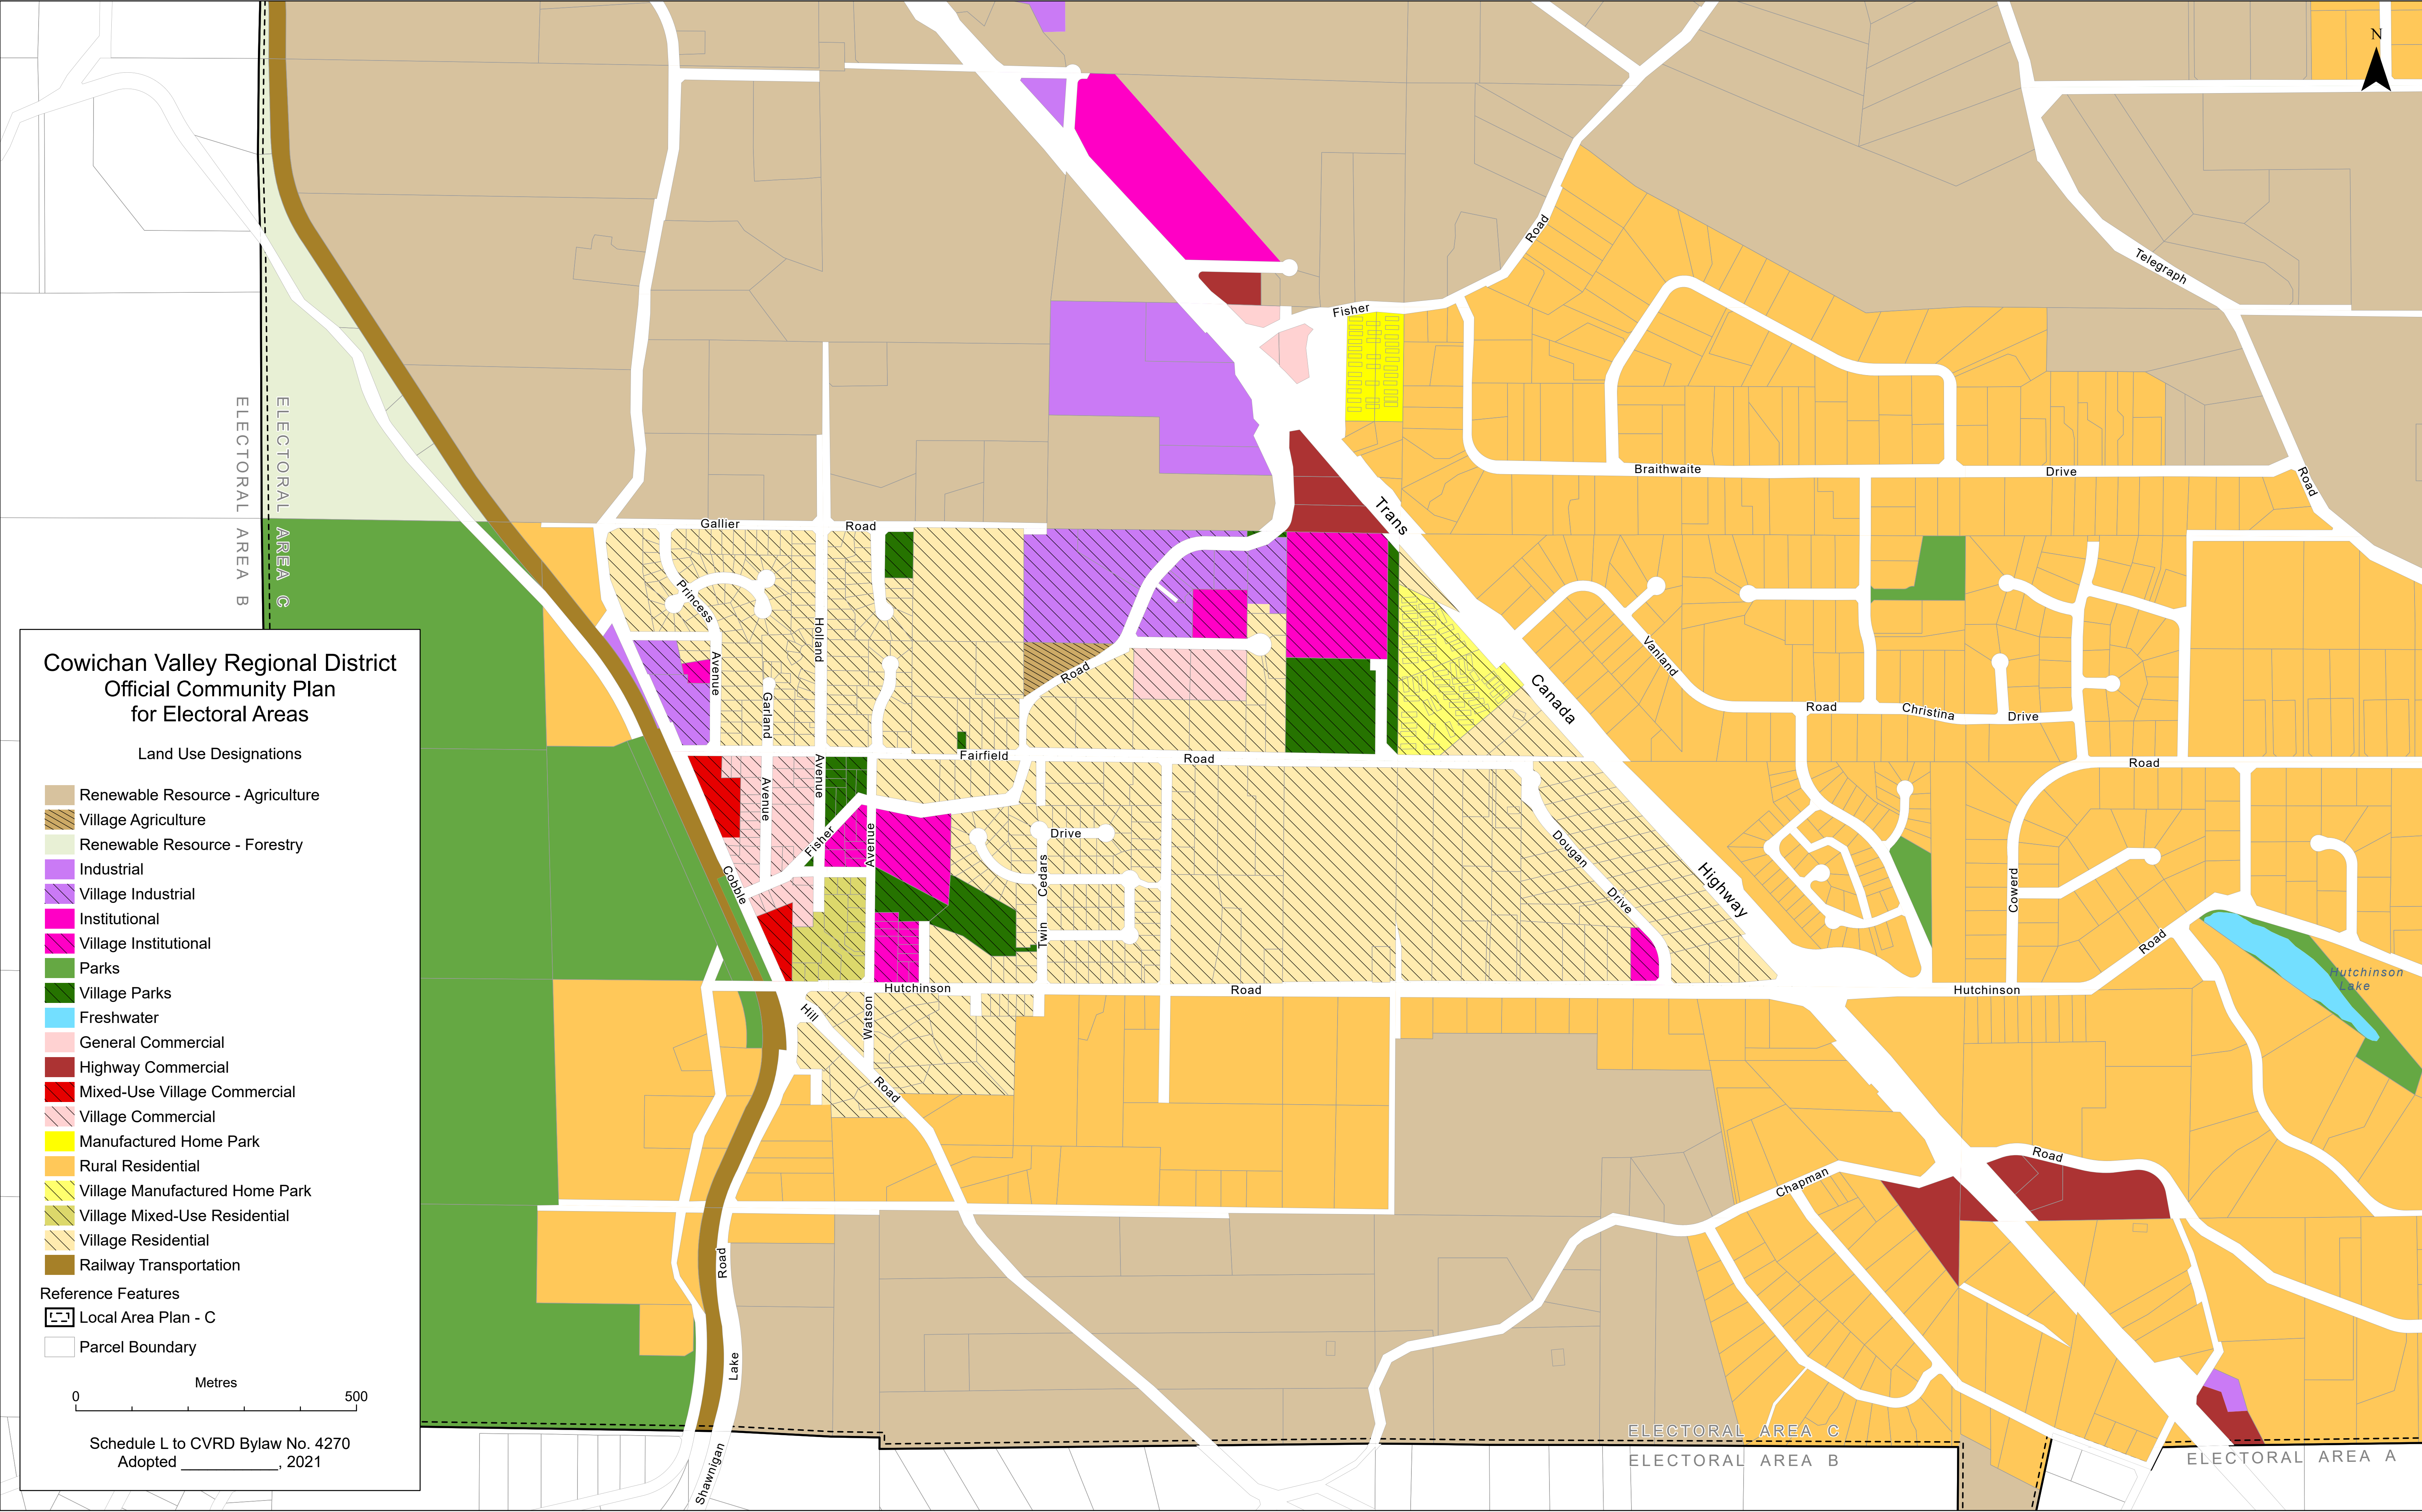 N
Road
Telegraph
Fisher
ELECTORAL AREA B
ELECTORAL AREA C
Braithwaite
Drive
Road
Trans
Gallier
Road
Princess
Holland
Avenue
Garland
Road
Vanland
Canada
Road
Christina
Drive
Fairfield
Road
Road
Avenue
Avenue
Fisher
Avenue
Drive
Cedars
Twin
Dougan
Drive
Highway
Cowerd
Road
Cobble
Hutchinson
Lake
Hutchinson
Road
Hutchinson
Hill
Watson
Road
Road
Chapman
Road
Lake
Shawnigan
ELECTORAL AREA C
ELECTORAL AREA B
ELECTORAL AREA A
Cowichan Valley Regional District
Official Community Plan
for Electoral Areas
Land Use Designations
Renewable Resource - Agriculture
Village Agriculture
Renewable Resource - Forestry
Industrial
Village Industrial
Institutional
Village Institutional
Parks
Village Parks
Freshwater
General Commercial
Highway Commercial
Mixed-Use Village Commercial
Village Commercial
Manufactured Home Park
Rural Residential
Village Manufactured Home Park
Village Mixed-Use Residential
Village Residential
Railway Transportation
Reference Features
Local Area Plan - C
Parcel Boundary
Metres
0 500
Schedule L to CVRD Bylaw No. 4270
Adopted ____________, 2021